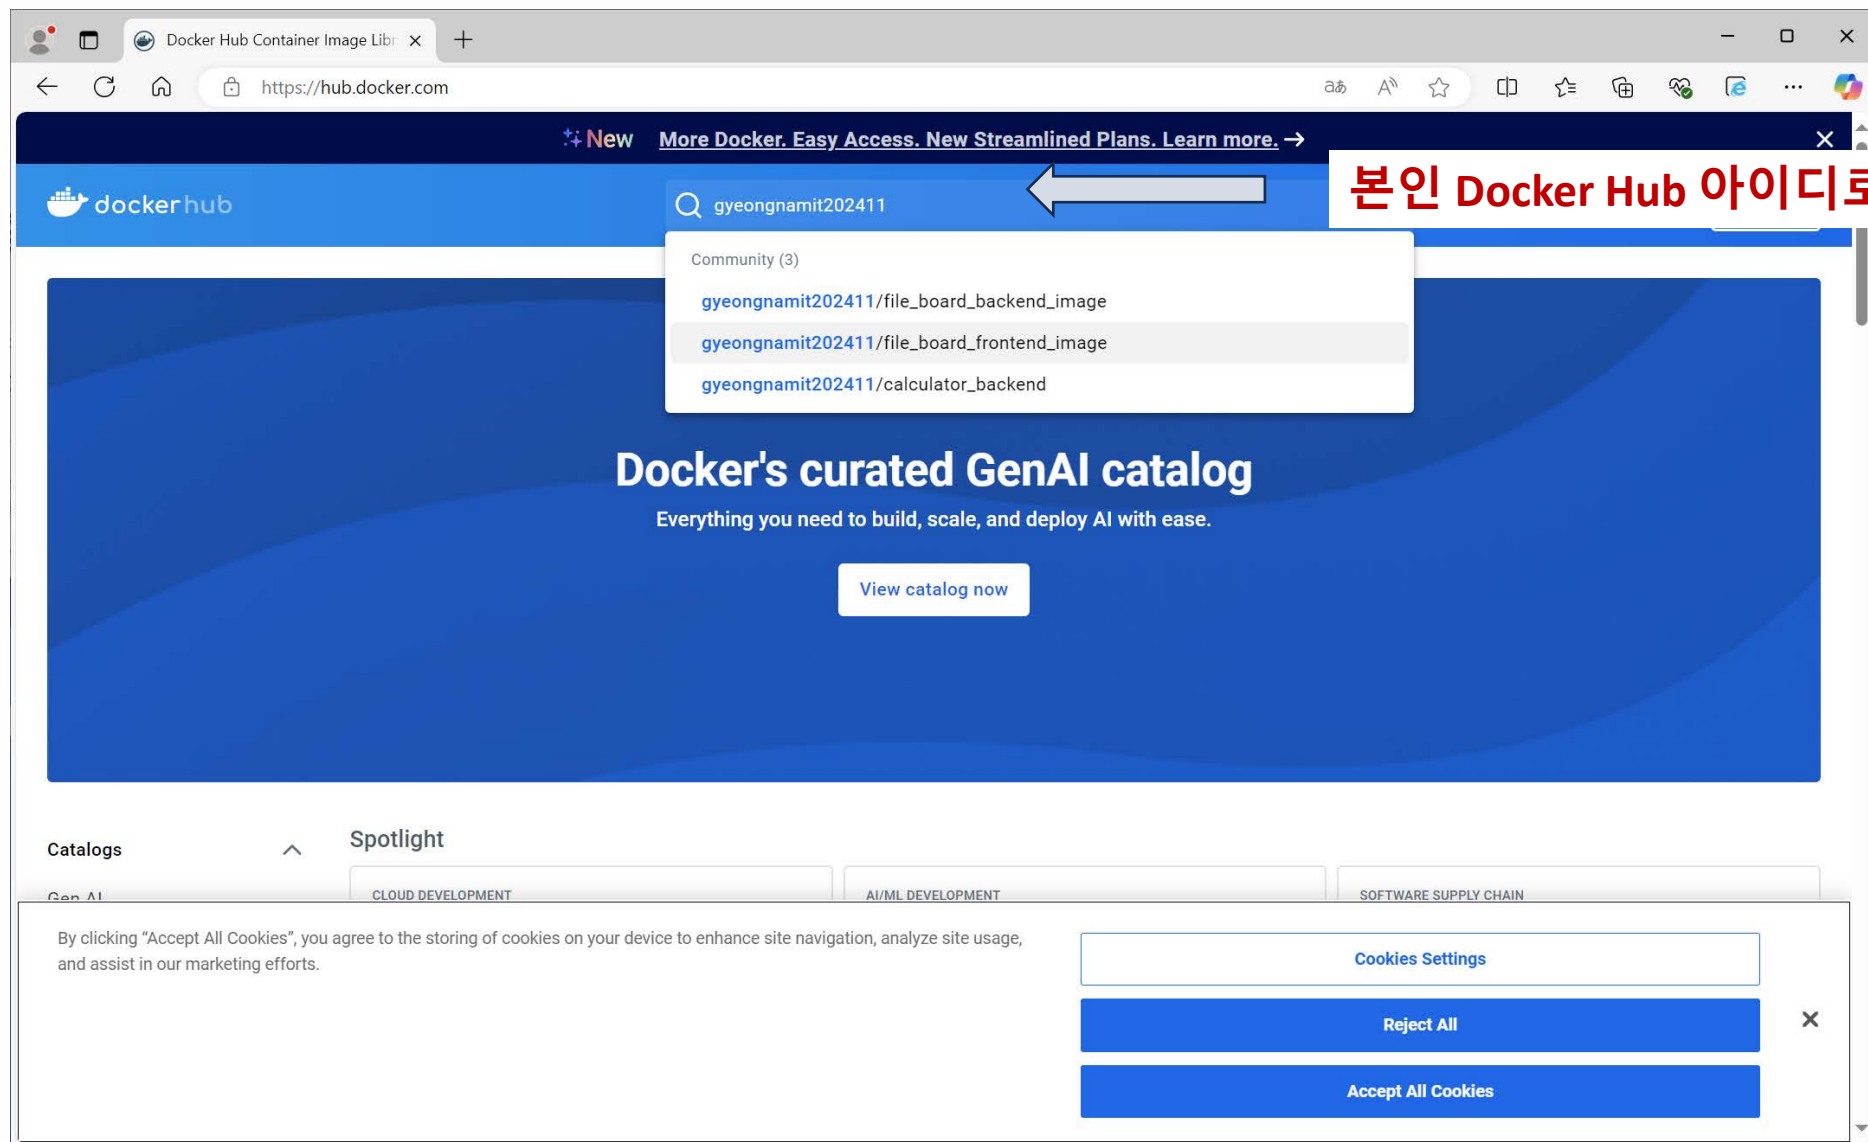 Docker Hub Container Image Libr
https://hub.docker.com
New More Docker. Easy Access. New Streamlined Plans. Learn more. →
본인 Docker Hub 아이디로
dockerhub
gyeongnamit202411
Community (3)
gyeongnamit202411/file_board_backend_image
gyeongnamit202411/file_board_frontend_image
gyeongnamit202411/calculator_backend
Docker's curated GenAI catalog
Everything you need to build, scale, and deploy AI with ease.
View catalog now
Catalogs
Spotlight
Gen AI
CLOUD DEVELOPMENT
AI/ML DEVELOPMENT
SOFTWARE SUPPLY CHAIN
By clicking “Accept All Cookies”, you agree to the storing of cookies on your device to enhance site navigation, analyze site usage,
and assist in our marketing efforts.
Cookies Settings
Reject All
Accept All Cookies